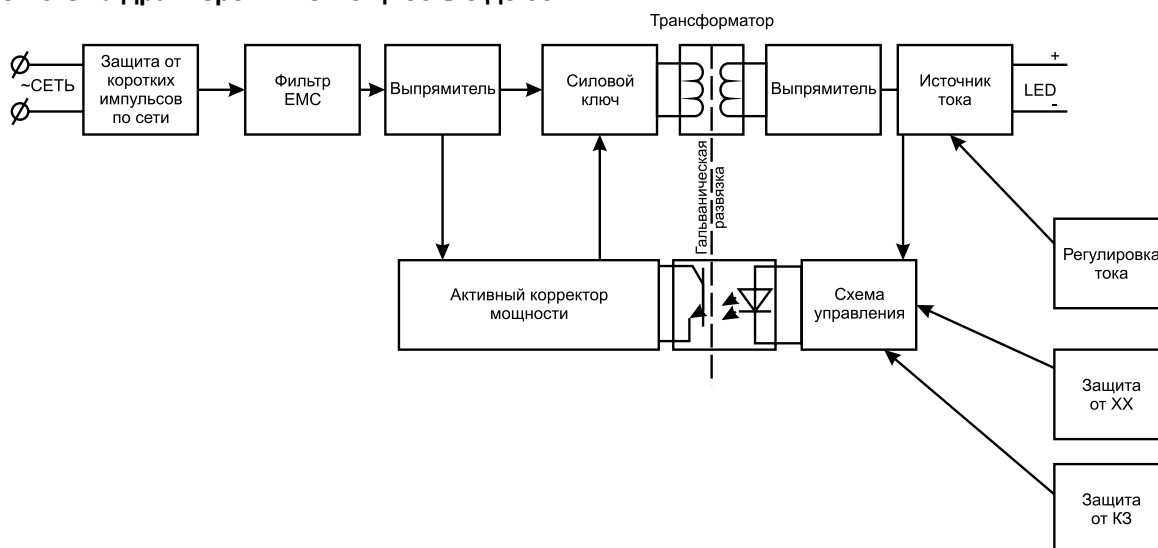 Трансформатор
~СЕТЬ
Защита от
коротких
импульсов
по сети
Фильтр
EMC
Выпрямитель
Силовой
ключ
Выпрямитель
Источник
тока
+
LED
-
Гальваническая
развязка
Регулировка
тока
Активный корректор
мощности
Схема
управления
Защита
от ХХ
Защита
от КЗ